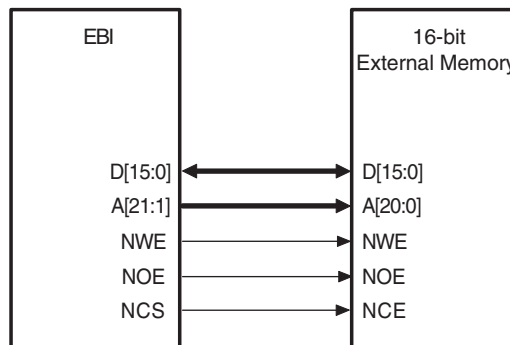 EBI
16-bit
External Memory
D[15:0] D[15:0]
A[21:1] A[20:0]
NWE NWE
NOE NOE
NCS NCE